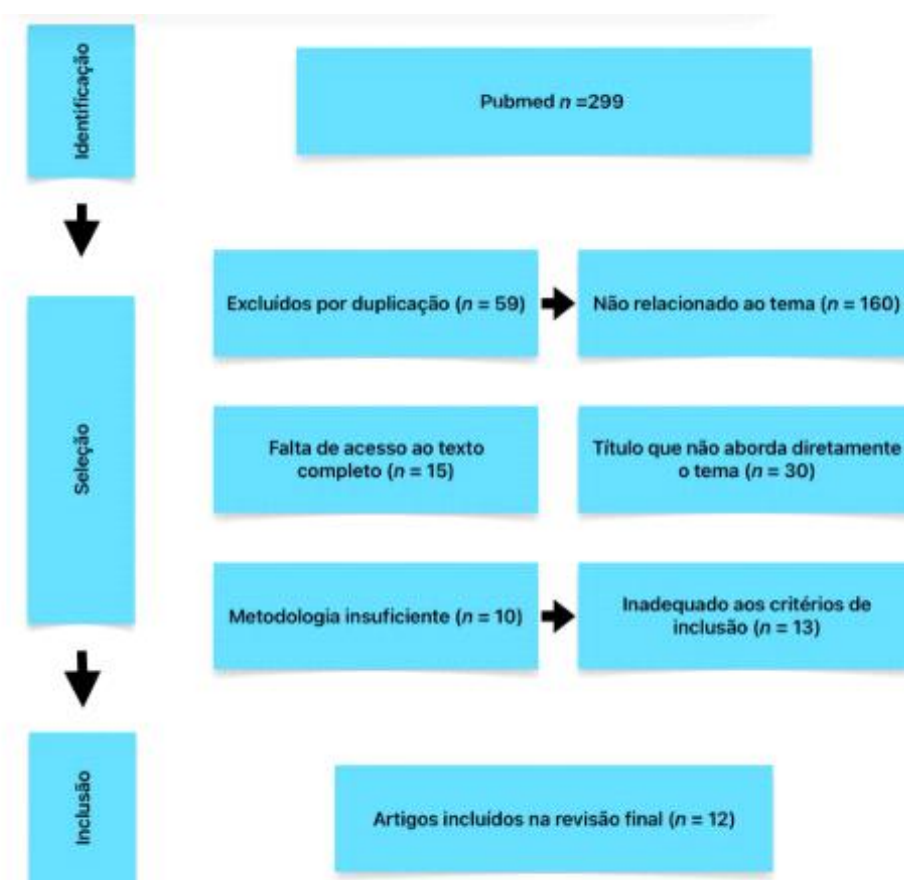 Identificação
Pubmed n =299
Excluídos por duplicação (n = 59)
Não relacionado ao tema (n = 160)
Seleção
Falta de acesso ao texto
completo (n = 15)
Título que não aborda diretamente
o tema (n = 30)
Metodologia insuficiente (n = 10)
Inadequado aos critérios de
inclusão (n = 13)
Inclusão
Artigos incluídos na revisão final (n = 12)